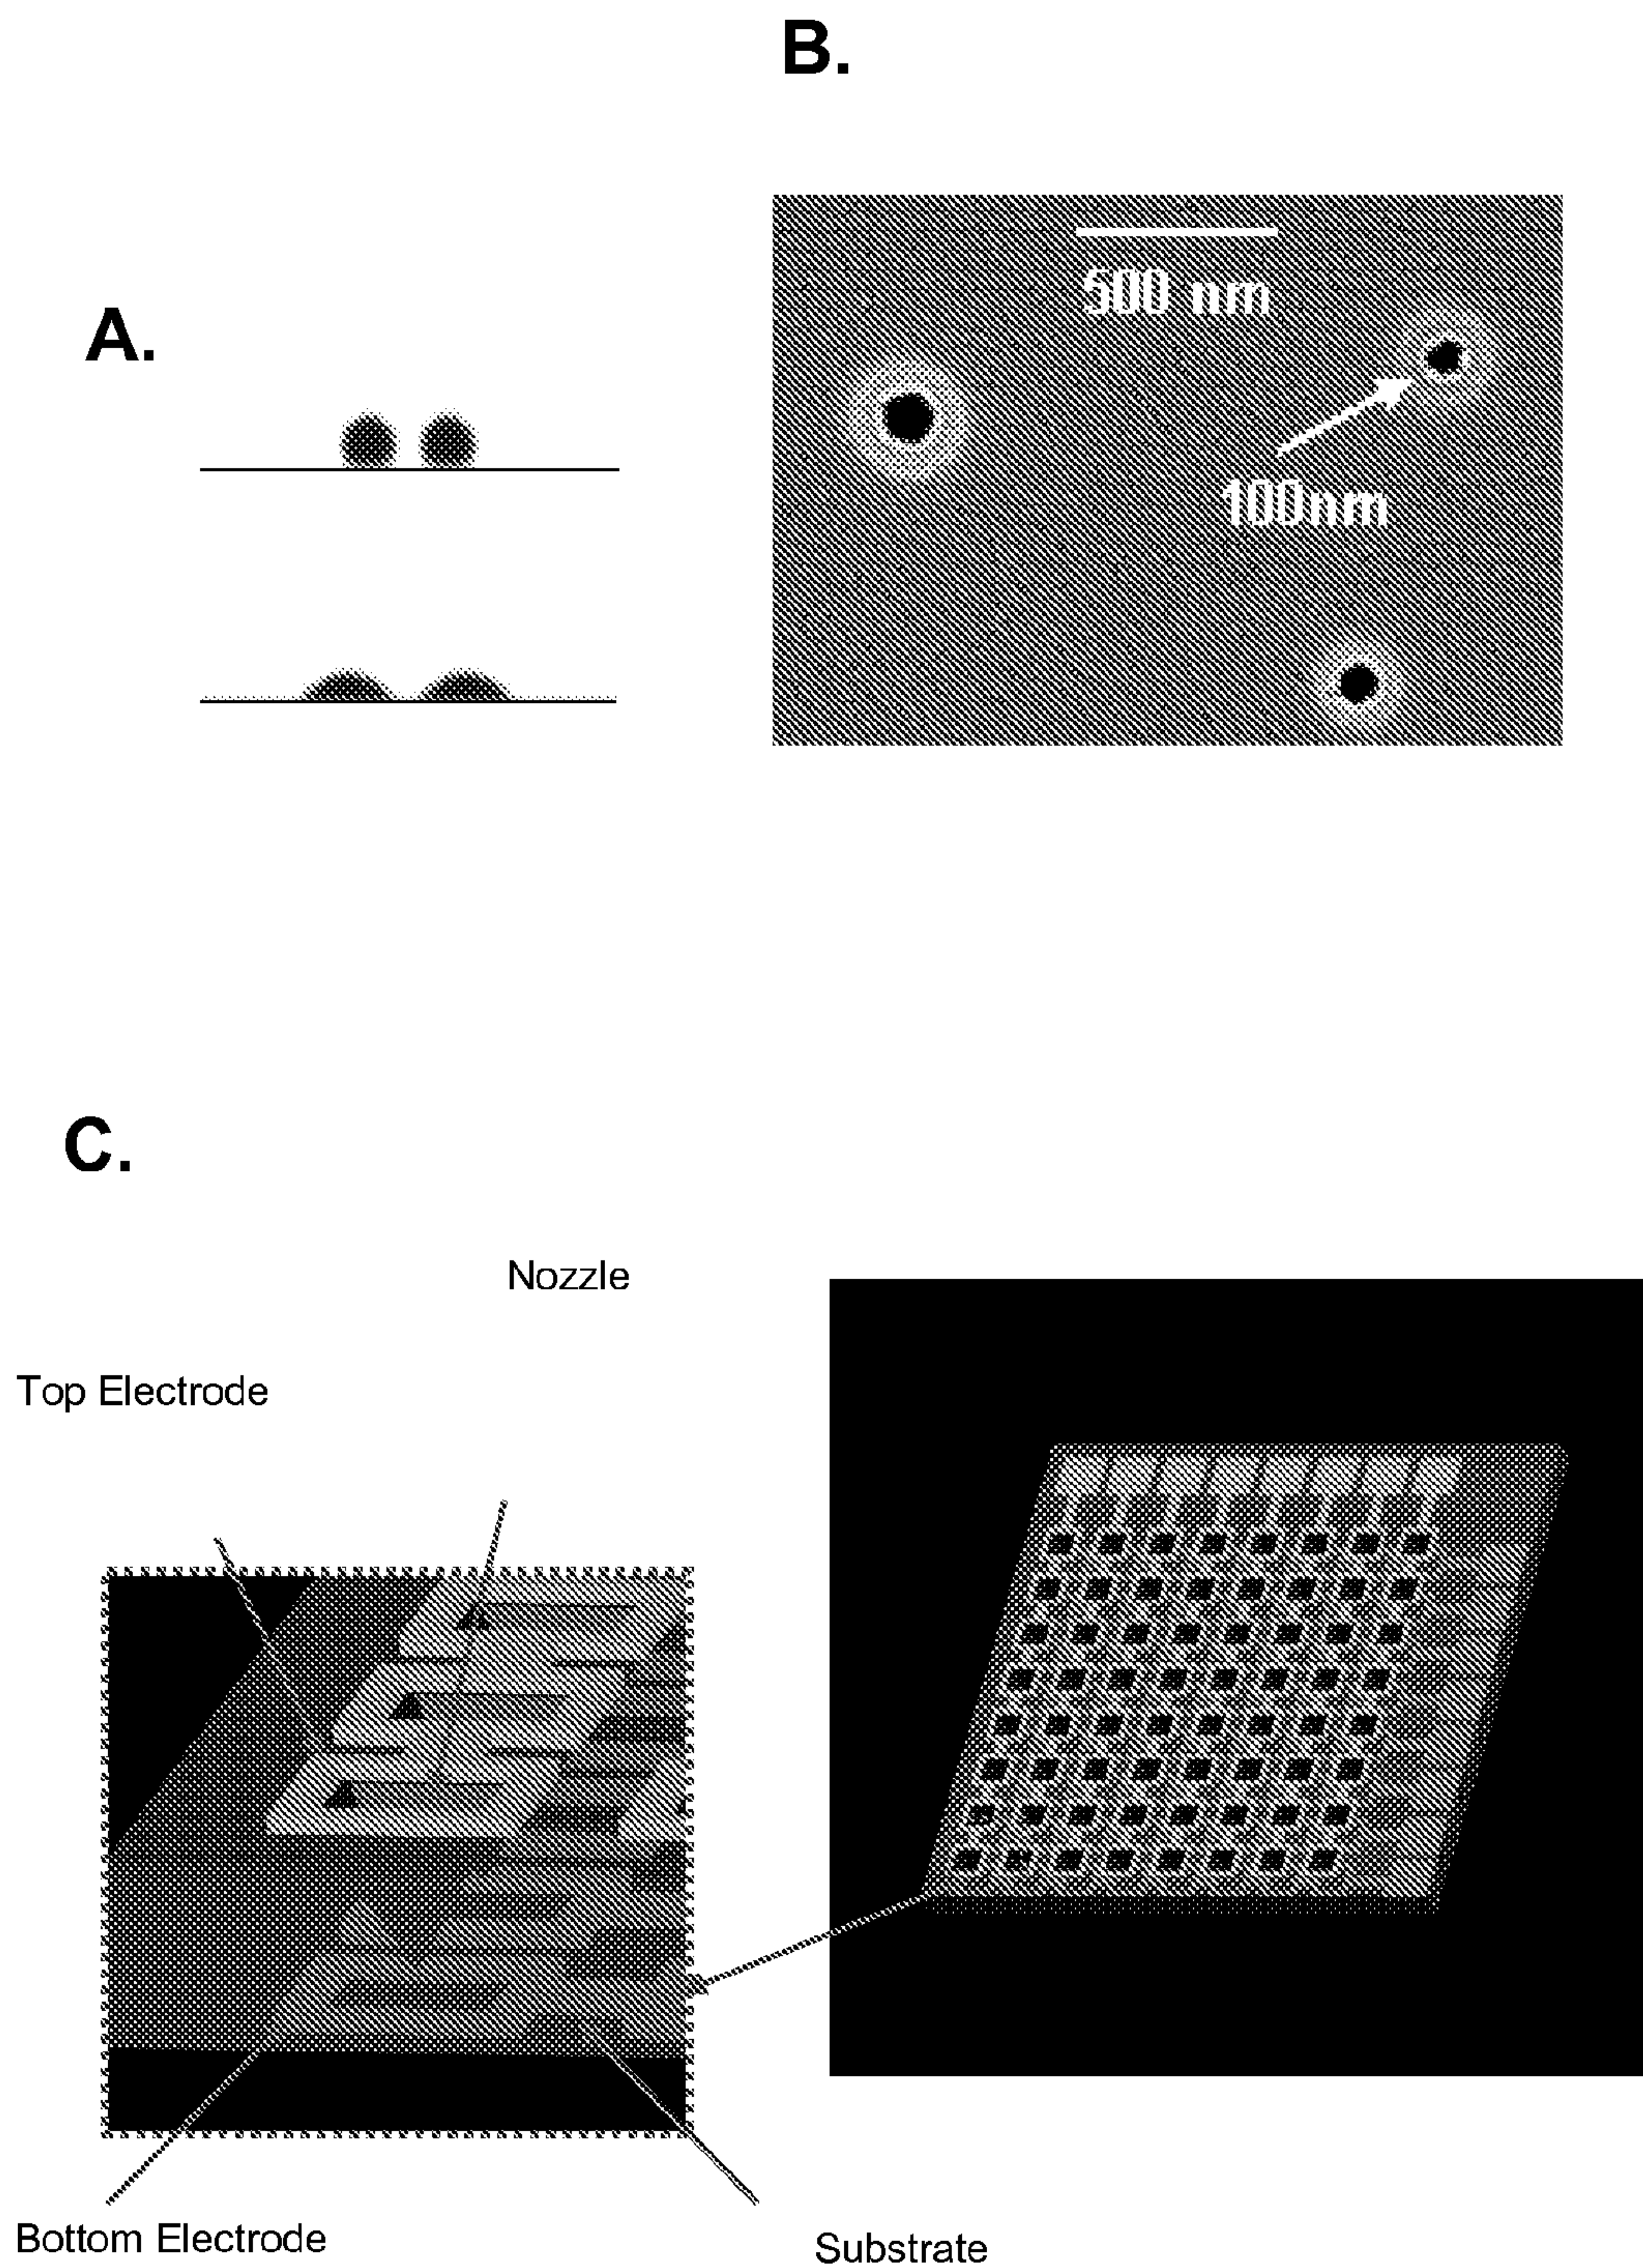 B.
A.
500 nm
100nm
C.
Nozzle
Top Electrode
Bottom Electrode
Substrate